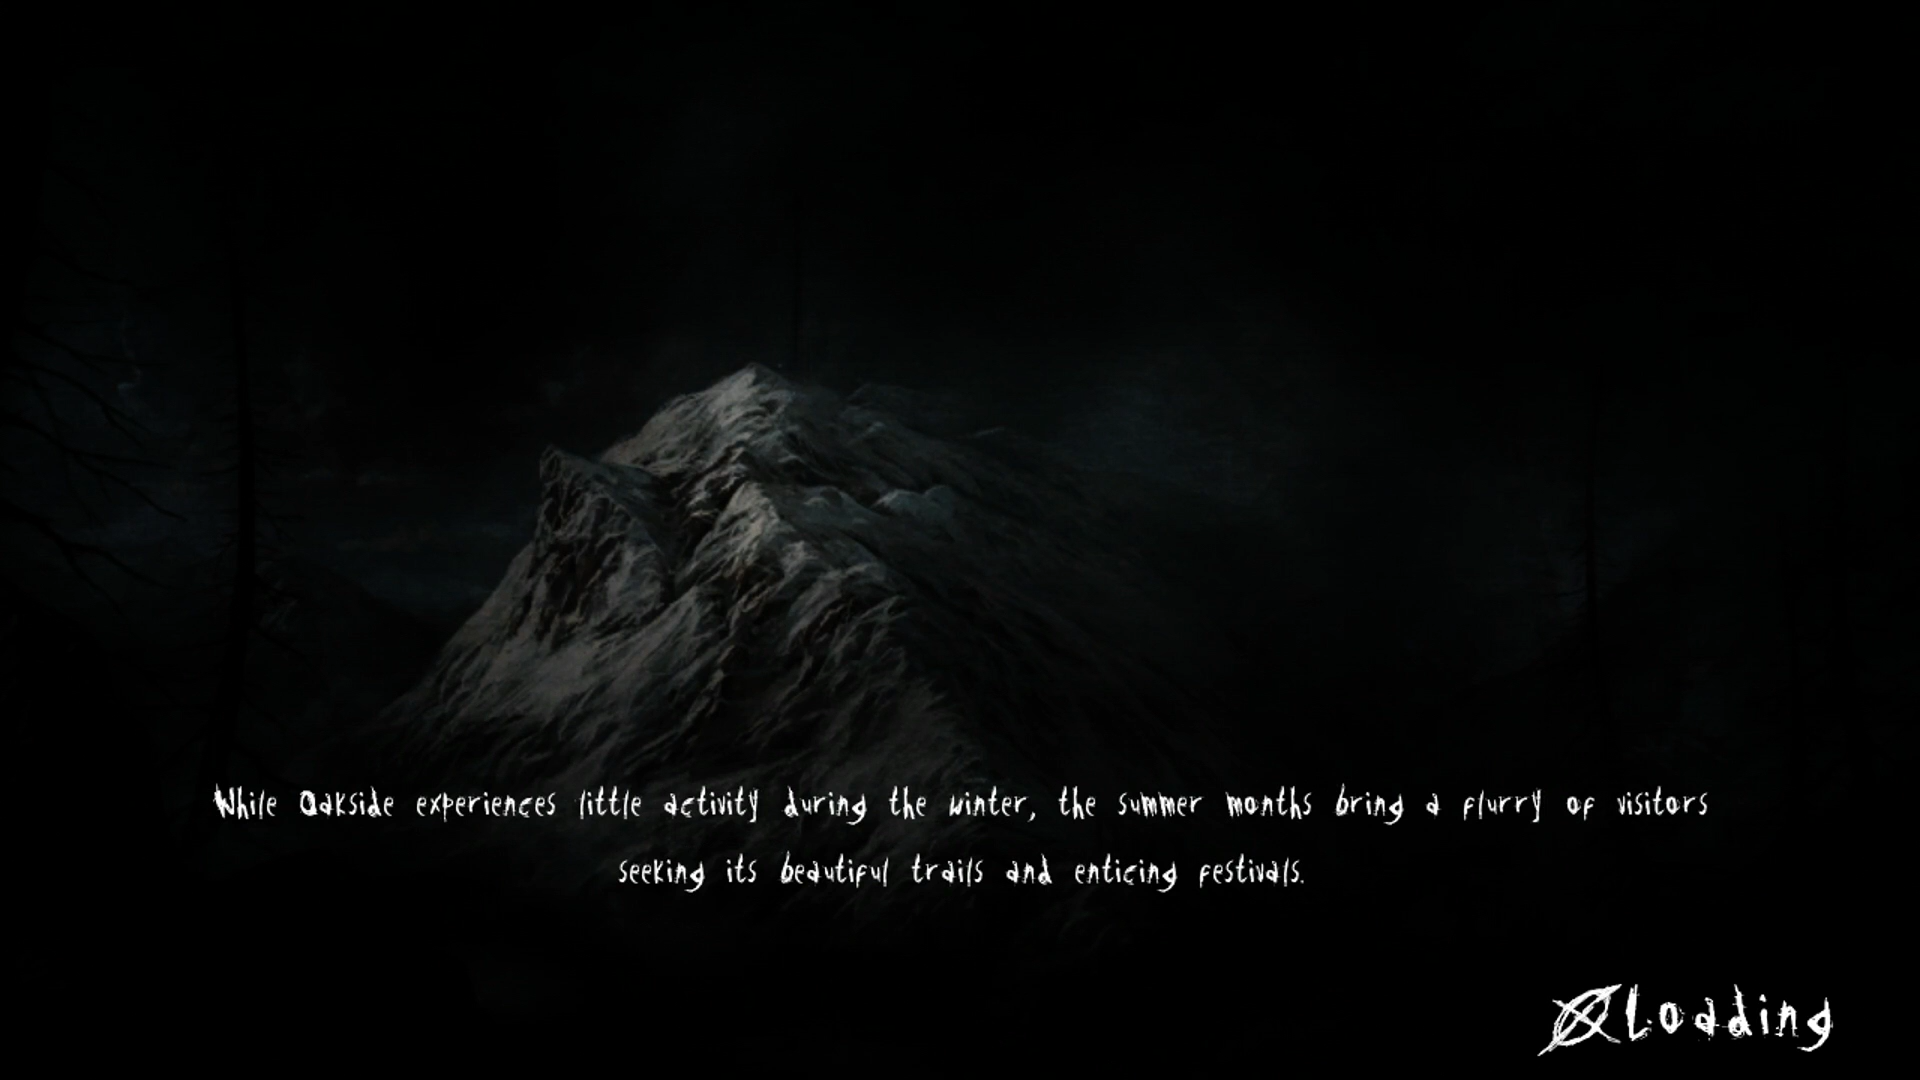 While Oakside experiences little activity during the winter, the summer months bring a flurry of visitors
seeking its beautiful trails and enticing festivals.
Loading